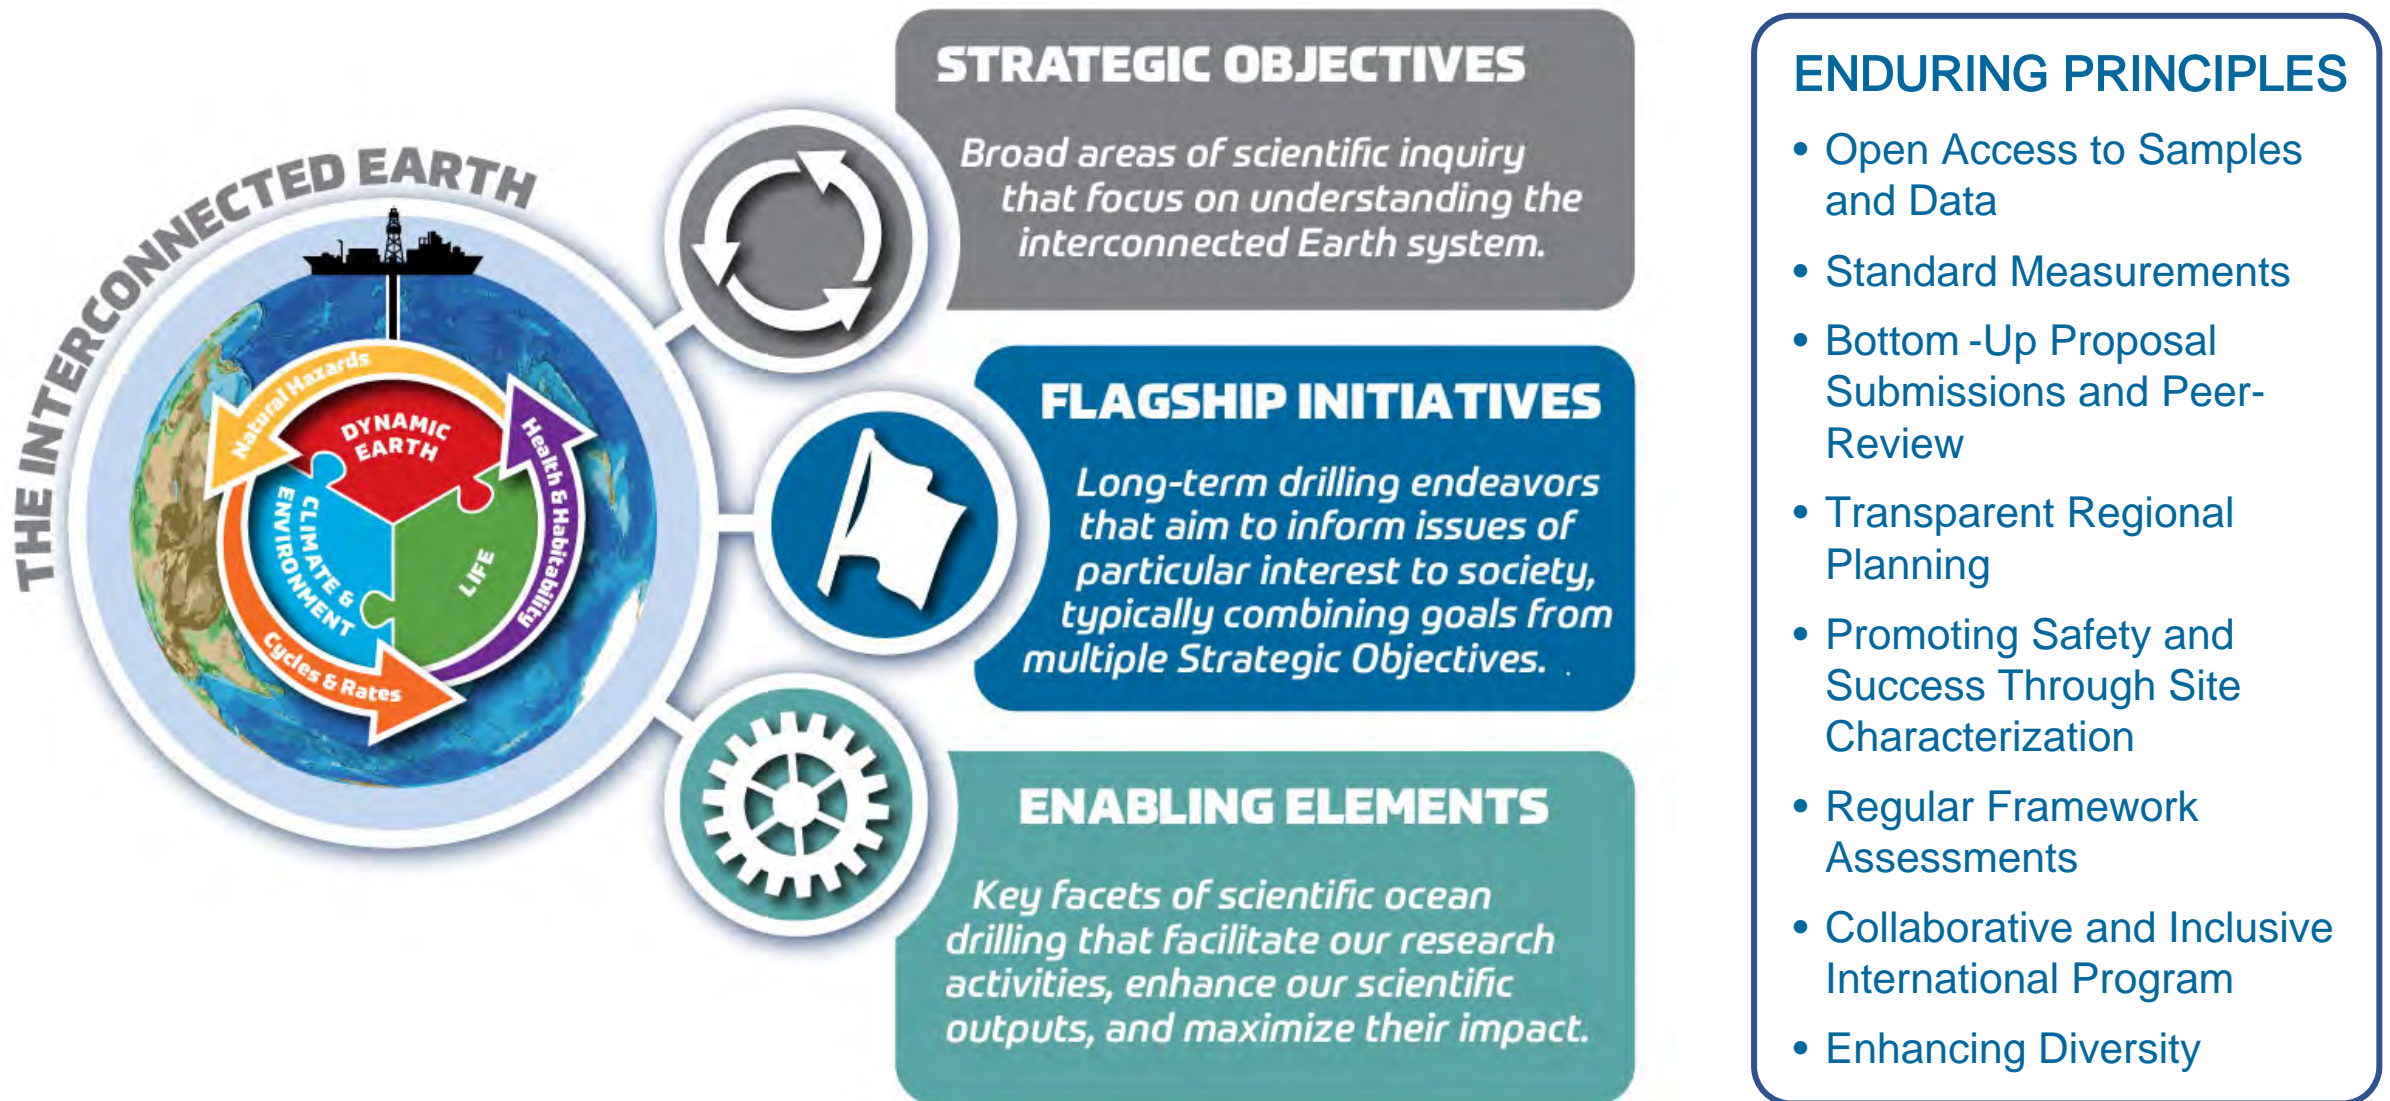 THE INTERCONNECTED EARTH
Natural Hazards
DYNAMIC
EARTH
Health & Habitability
CLIMATE &
ENVIRONMENT
LIFE
Cycles & Rates
STRATEGIC OBJECTIVES
Broad areas of scientific inquiry
that focus on understanding the
interconnected Earth system.
FLAGSHIP INITIATIVES
Long-term drilling endeavors
that aim to inform issues of
particular interest to society,
typically combining goals from
multiple Strategic Objectives. .
ENABLING ELEMENTS
Key facets of scientific ocean
drilling that facilitate our research
activities, enhance our scientific
outputs, and maximize their impact.
ENDURING PRINCIPLES
• Open Access to Samples
and Data
• Standard Measurements
• Bottom -Up Proposal
Submissions and Peer-
Review
• Transparent Regional
Planning
• Promoting Safety and
Success Through Site
Characterization
• Regular Framework
Assessments
• Collaborative and Inclusive
International Program
• Enhancing Diversity